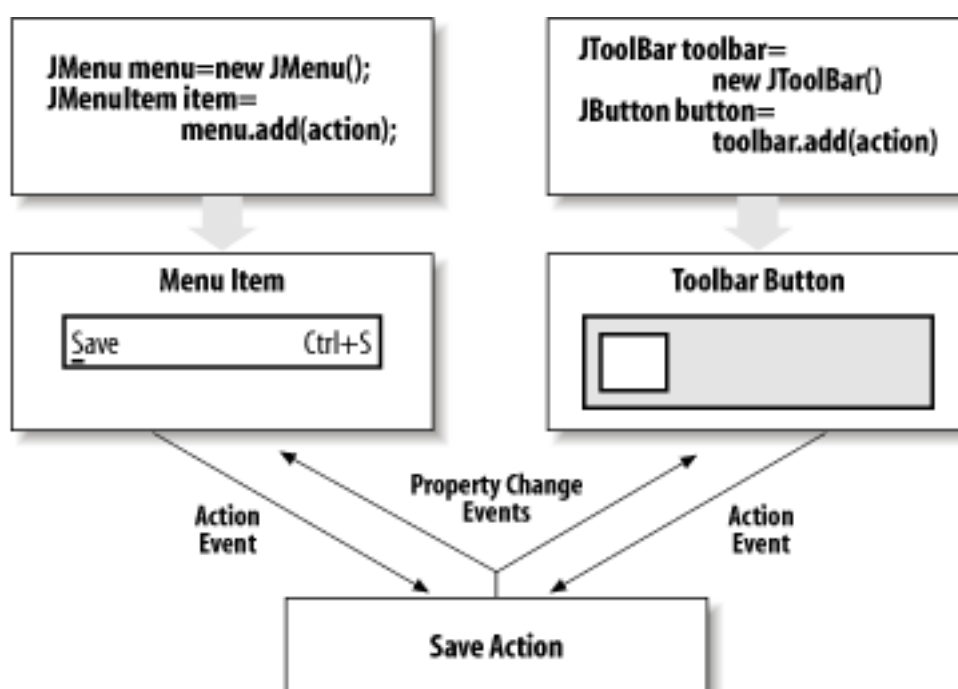 JMenu menu=new JMenu();
JMenuItem item=
menu.add(action);
JToolBar toolbar=
new JToolBar()
JButton button=
toolbar.add(action)
Menu Item
Save Ctrl+S
Toolbar Button
Property Change
Events
Action
Event
Action
Event
Save Action